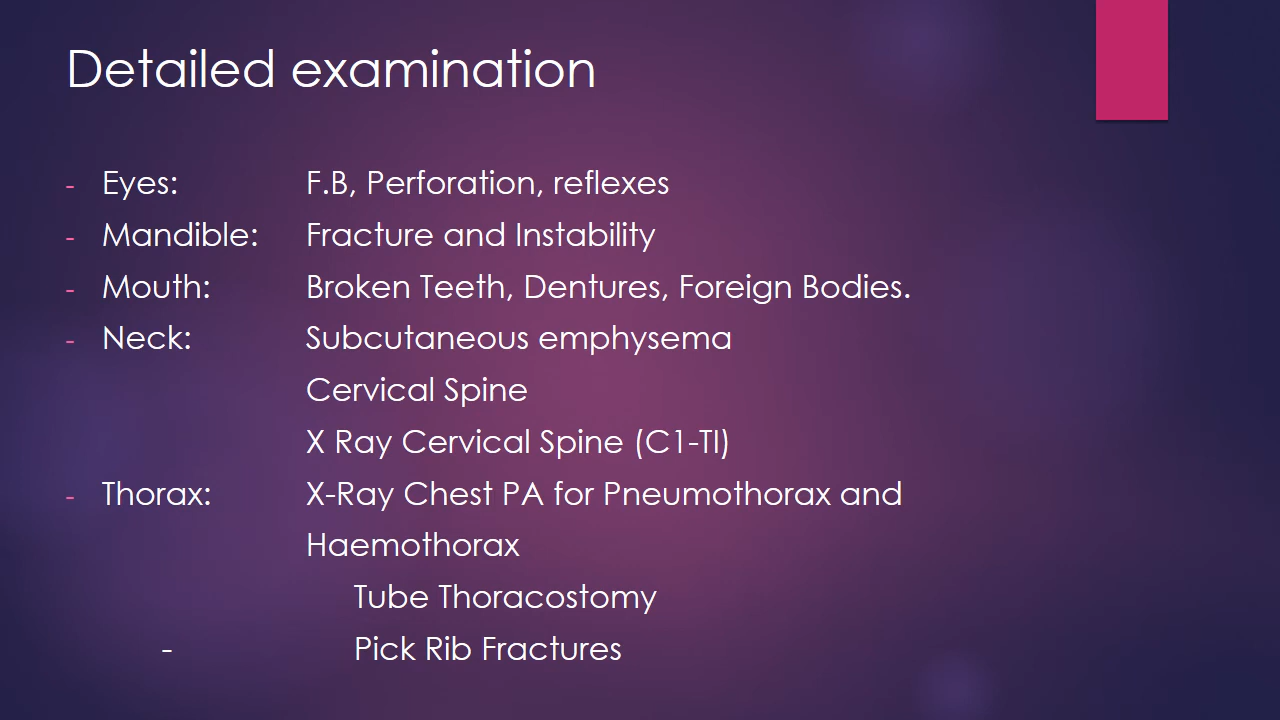 Detailed examination
- Eyes: F.B, Perforation, reflexes
- Mandible: Fracture and Instability
- Mouth: Broken Teeth, Dentures, Foreign Bodies.
- Neck: Subcutaneous emphysema
Cervical Spine
X Ray Cervical Spine (C1-TI)
- Thorax: X-Ray Chest PA for Pneumothorax and
Haemothorax
Tube Thoracostomy
- Pick Rib Fractures